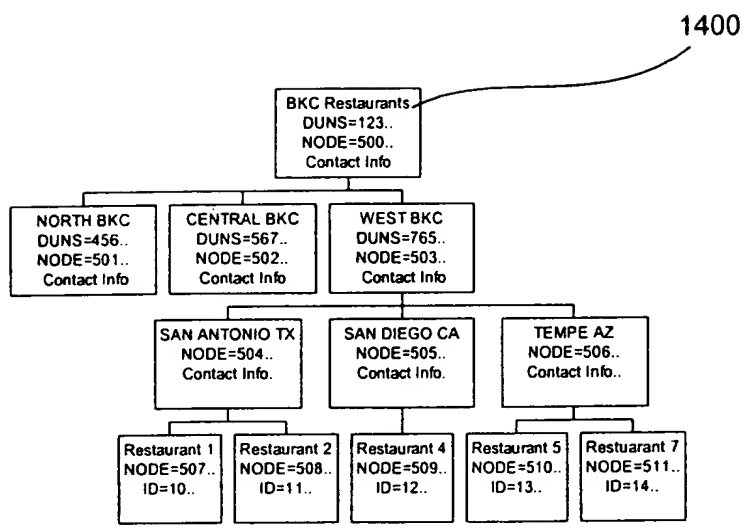 1400
BKC Restaurants
DUNS=123..
NODE=500..
Contact Info
NORTH BKC
DUNS=456..
NODE=501..
Contact Info
CENTRAL BKC
DUNS=567..
NODE=502..
Contact Info
WEST BKC
DUNS=765..
NODE=503..
Contact Info
SAN ANTONIO TX
NODE=504..
Contact Info.
SAN DIEGO CA
NODE=505..
Contact Info.
TEMPE AZ
NODE=506..
Contact Info..
Restaurant 1
NODE=507..
ID=10..
Restaurant 2
NODE=508..
ID=11..
Restaurant 4
NODE=509..
ID=12..
Restaurant 5
NODE=510..
ID=13..
Restuarant 7
NODE=511..
ID=14..